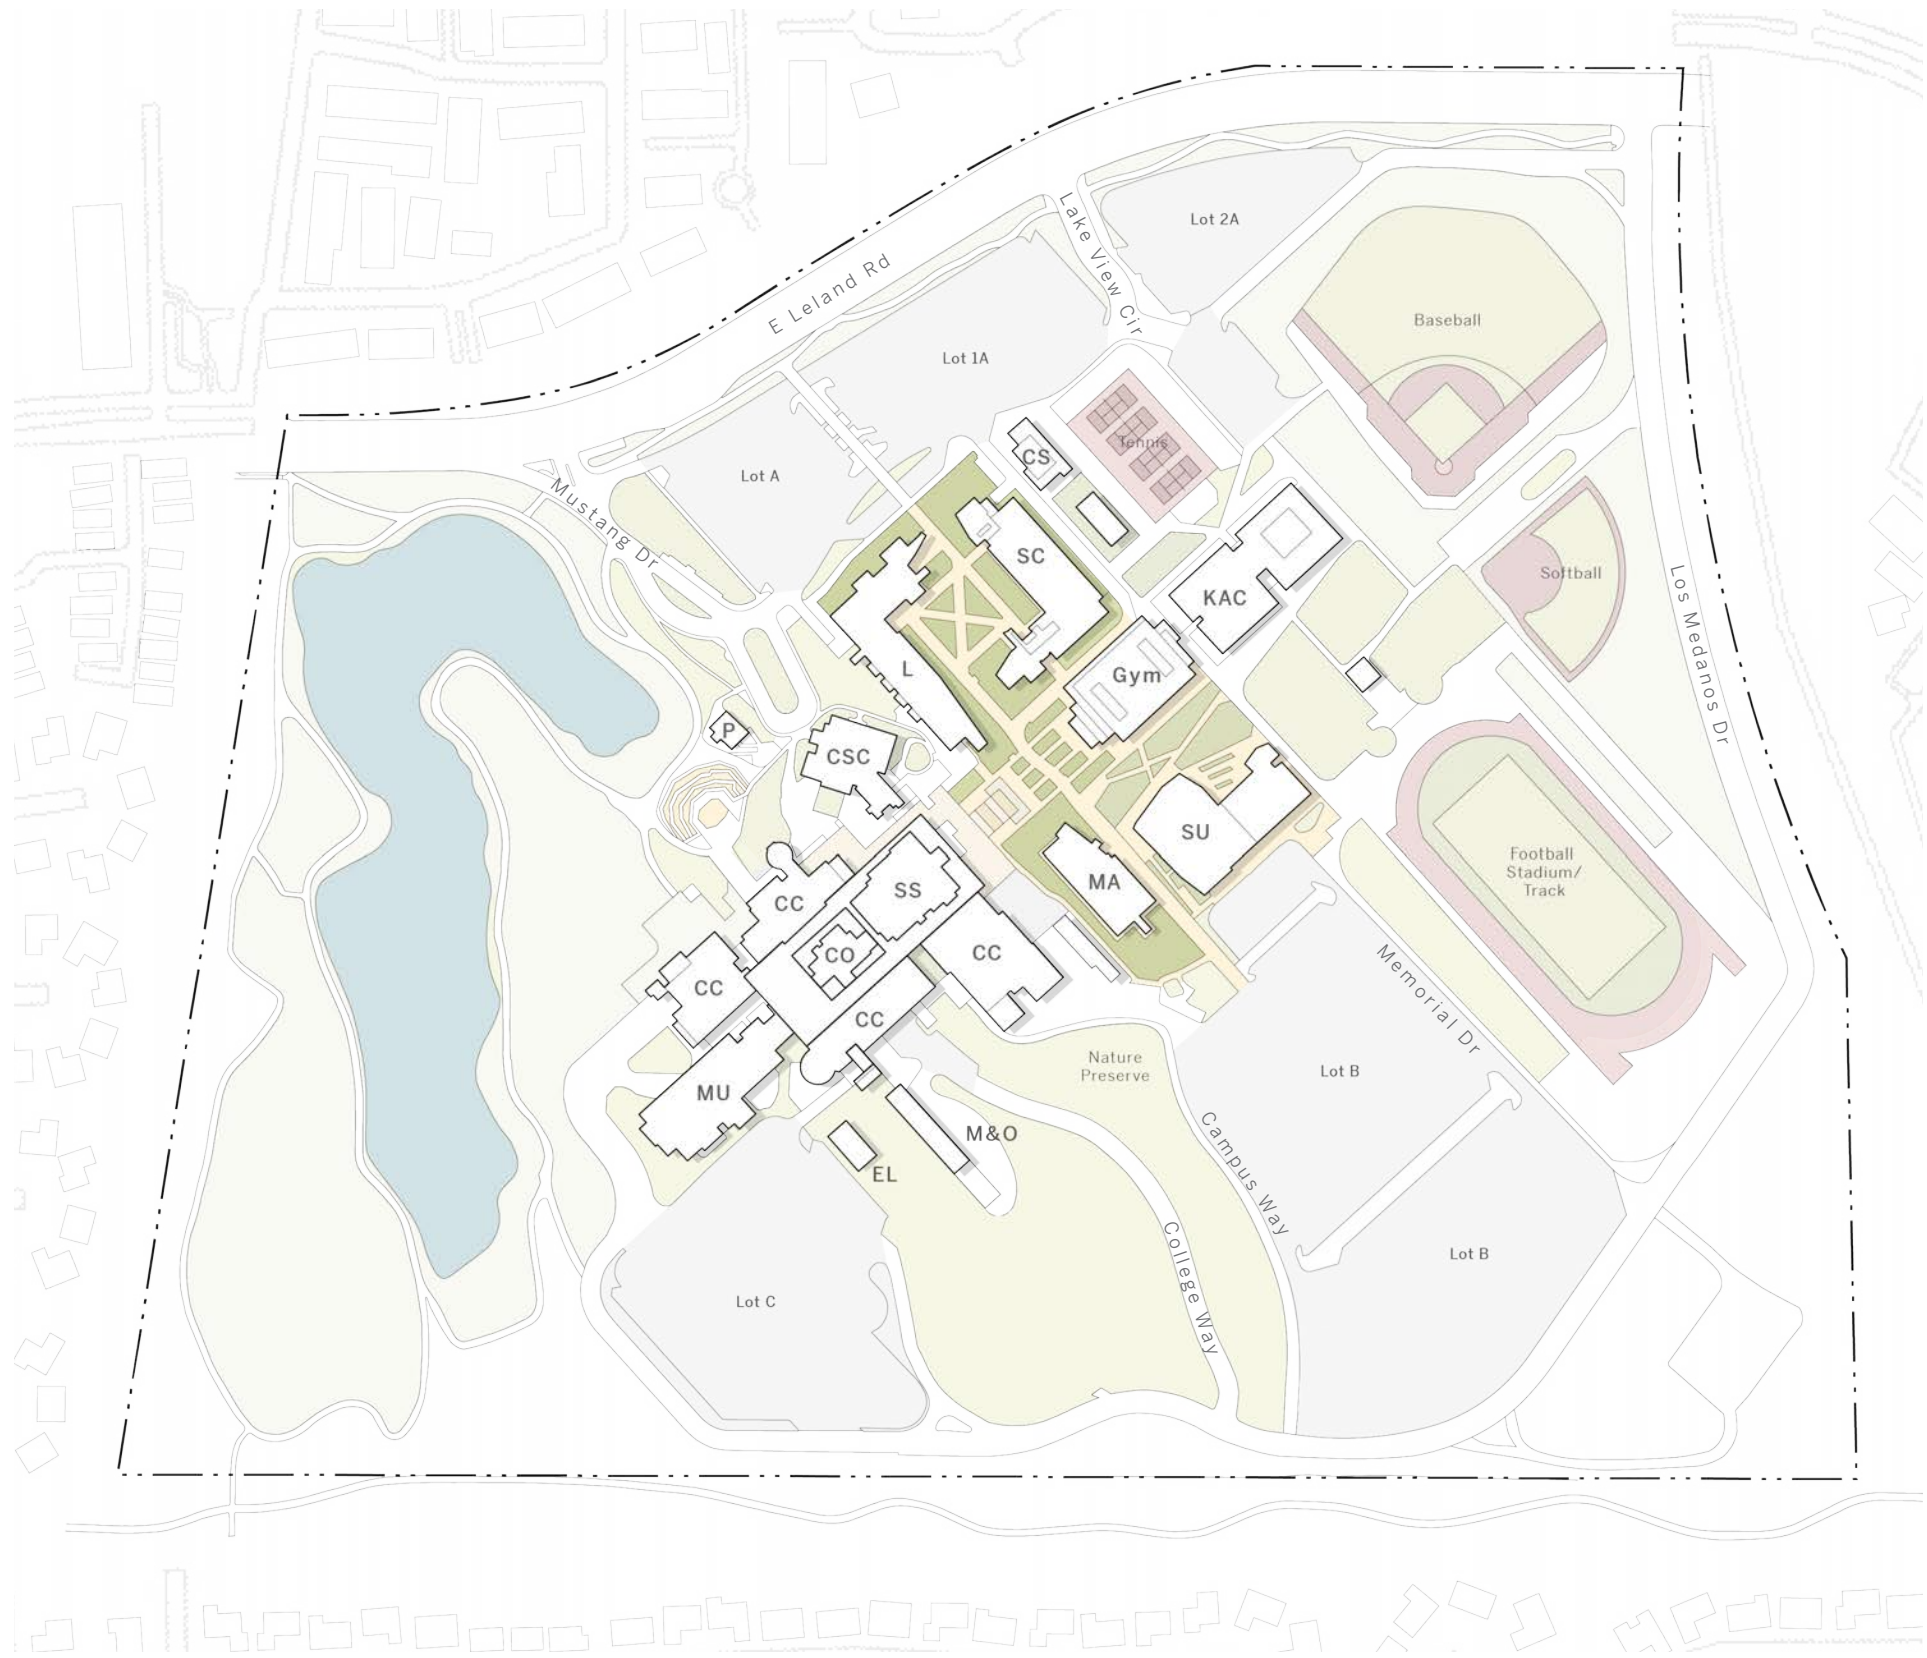 Lot 2A
Lake View Cir
E Leland Rd
Baseball
Lot 1A
Tennis
CS
Lot A
Mustang Dr
SC
Softball
KAC
Los Medanos Dr
L
Gym
P
CSC
SU
Football
Stadium/
Track
MA
SS
CC
CO
CC
CC
Memorial Dr
CC
Nature
Preserve
Lot B
MU
M&O
Campus Way
EL
College Way
Lot B
Lot C